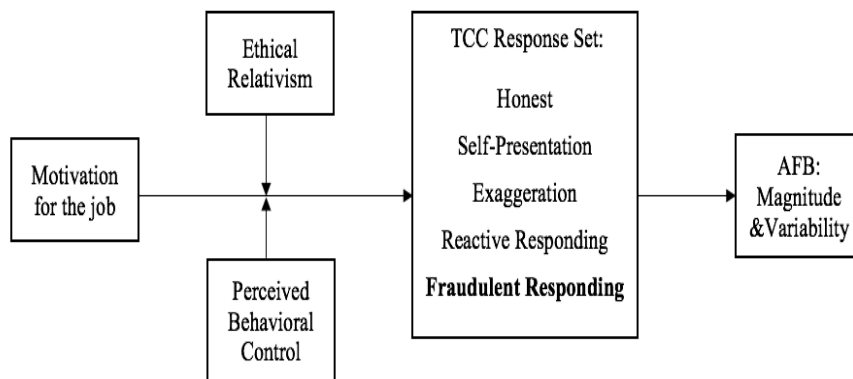 Ethical
Relativism
Motivation
for the job
Perceived
Behavioral
Control
TCC Response Set:
Honest
Self-Presentation
Exaggeration
Reactive Responding
Fraudulent Responding
AFB:
Magnitude
&Variability